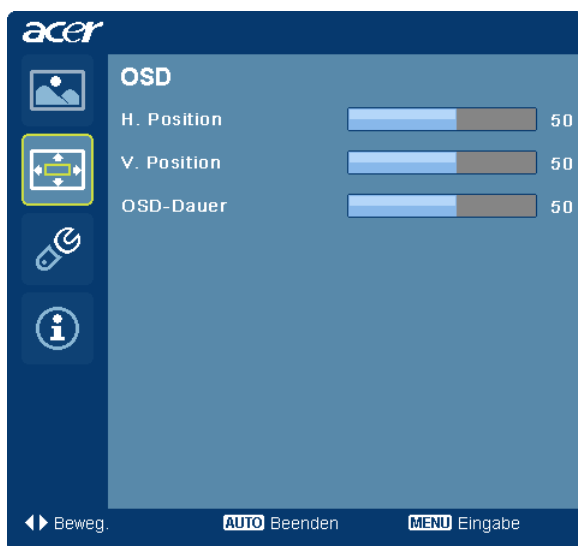 acer
OSD
H. Position 50
V. Position 50
OSD-Dauer 50
Beweg. AUTO Beenden MENU Eingabe